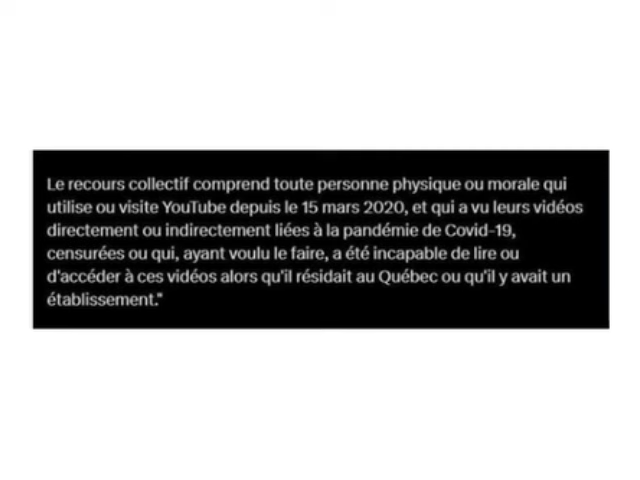 Le recours collectif comprend toute personne physique ou morale qui
utilise ou visite YouTube depuis le 15 mars 2020, et qui a vu leurs vidéos
directement ou indirectement liées à la pandémie de Covid-19,
censurées ou qui, ayant voulu le faire, a été incapable de lire ou
d'accéder à ces vidéos alors qu'il résidait au Québec ou qu'il y avait un
établissement."